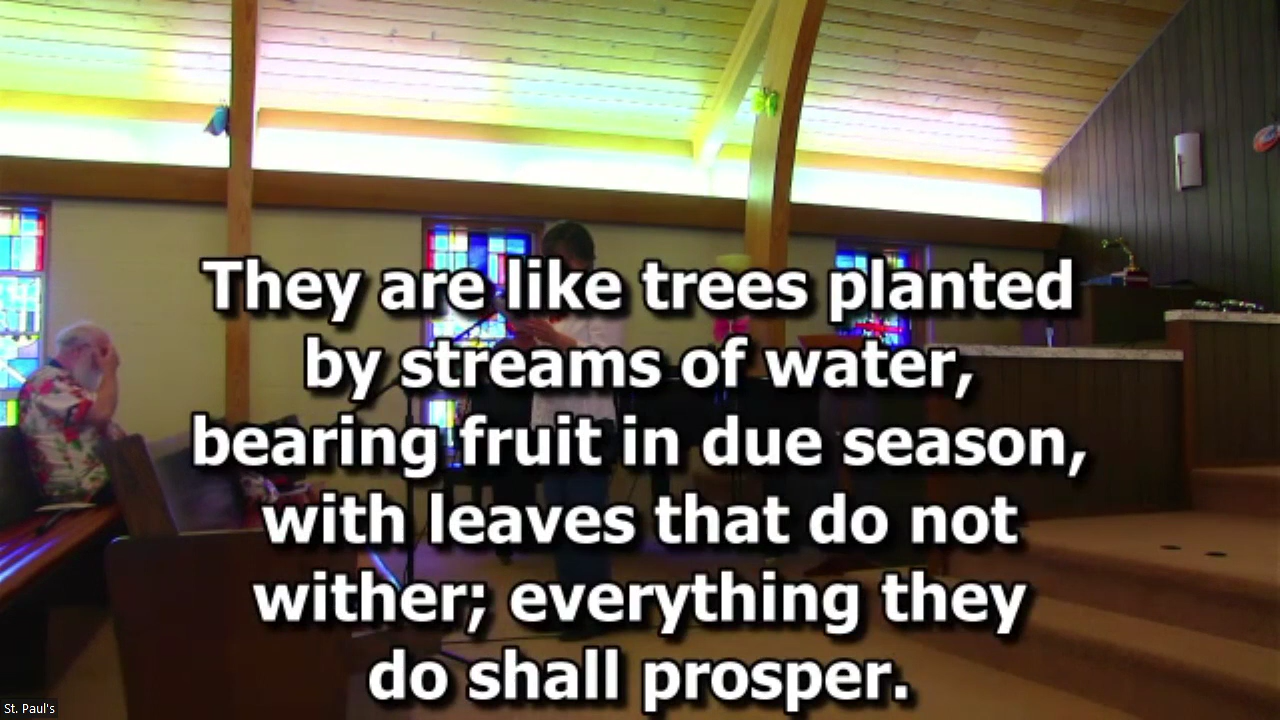 They are like trees planted
by streams of water,
bearing fruit in due season,
with leaves that do not
wither; everything they
do shall prosper.
St. Paul's